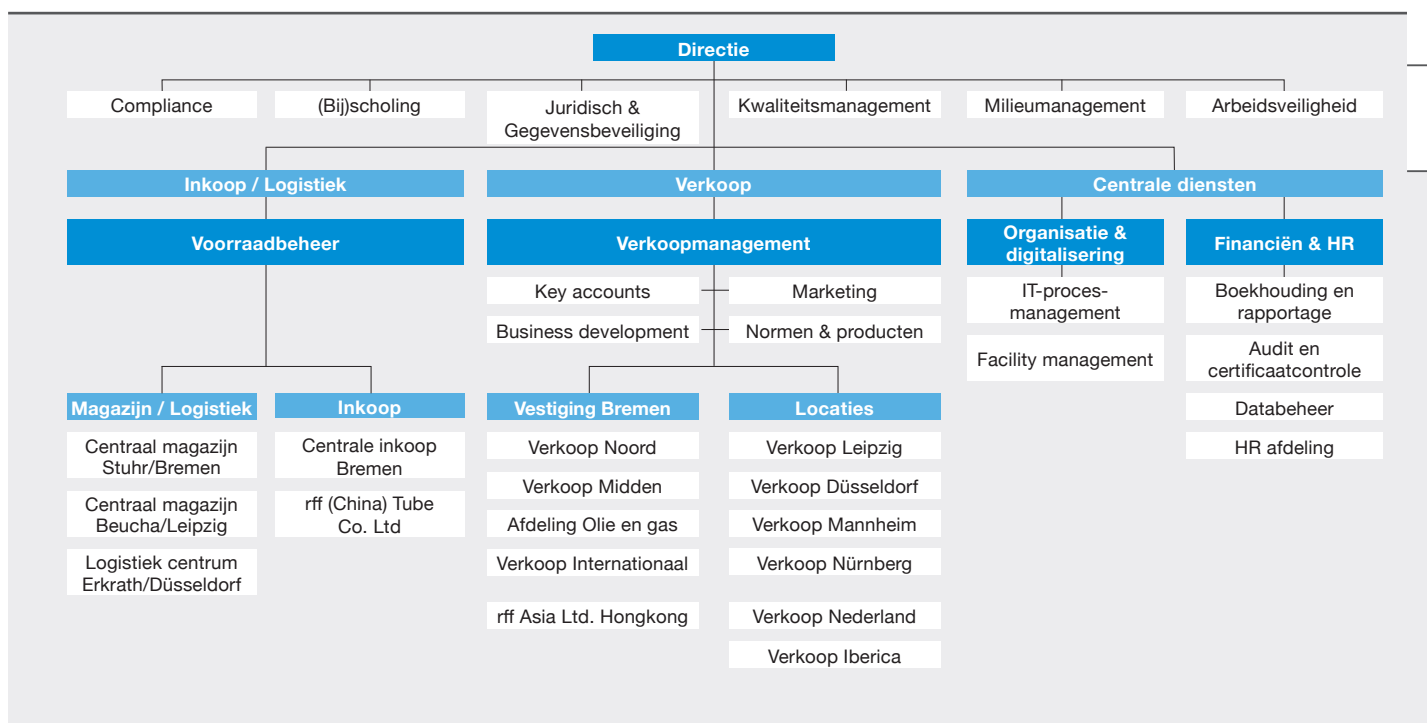 Directie
Compliance
(Bij)scholing
Juridisch &
Gegevensbeveiliging
Kwaliteitsmanagement
Milieumanagement
Arbeidsveiligheid
Inkoop / Logistiek
Verkoop
Centrale diensten
Voorraadbeheer
Verkoopmanagement
Organisatie &
digitalisering
Financiën & HR
Key accounts
Marketing
Business development
Normen & producten
IT-proces-
management
Facility management
Boekhouding en
rapportage
Audit en
certificaatcontrole
Databeheer
HR afdeling
Magazijn / Logistiek
Inkoop
Vestiging Bremen
Locaties
Centraal magazijn
Stuhr/Bremen
Centraal magazijn
Beucha/Leipzig
Logistiek centrum
Erkrath/Düsseldorf
Centrale inkoop
Bremen
rff (China) Tube
Co. Ltd
Verkoop Noord
Verkoop Midden
Afdeling Olie en gas
Verkoop Internationaal
rff Asia Ltd. Hongkong
Verkoop Leipzig
Verkoop Düsseldorf
Verkoop Mannheim
Verkoop Nürnberg
Verkoop Nederland
Verkoop Iberica